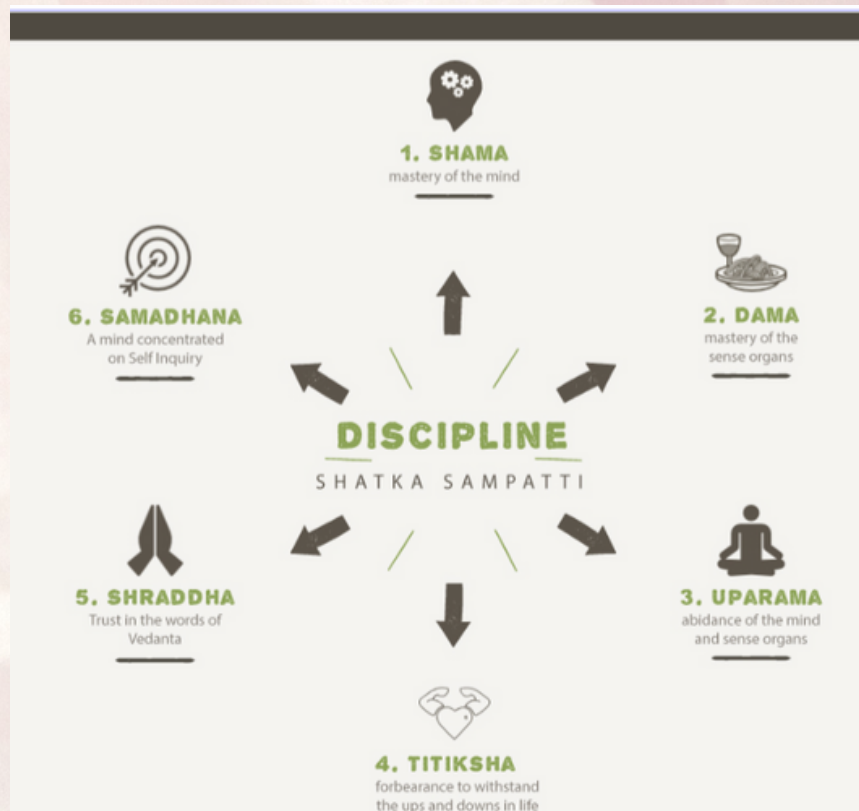 1. SHAMA
mastery of the mind
6. SAMADHANA
A mind concentrated
on Self Inquiry
2. DAMA
mastery of the
sense organs
DISCIPLINE
SHATKA SAMPATTI
5. SHRADDHA
Trust in the words of
Vedanta
3. UPARAMA
abidance of the mind
and sense organs
4. TITIKSHA
forbearance to withstand
the ups and downs in life